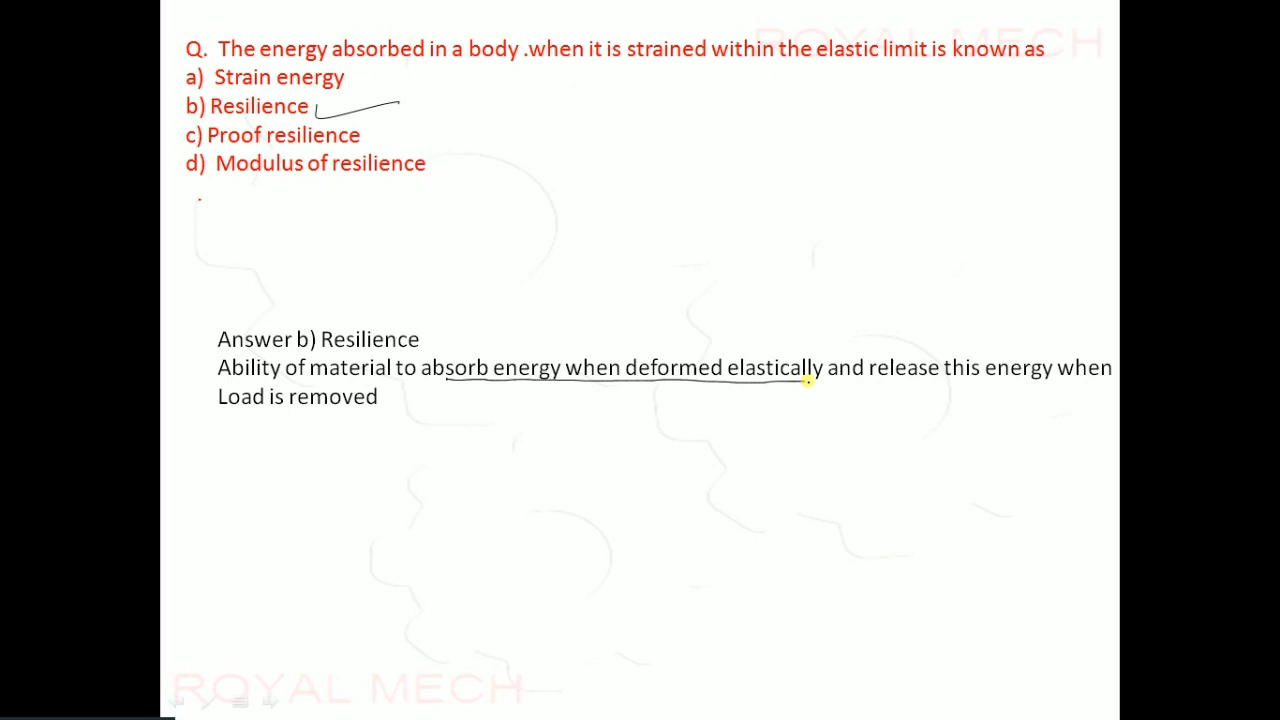 ROYAL MECH
Q. The energy absorbed in a body .when it is strained within the elastic limit is known as
a) Strain energy
b) Resilience
c) Proof resilience
d) Modulus of resilience
.
Answer b) Resilience
Ability of material to absorb energy when deformed elastically and release this energy when
Load is removed
ROYAL MECH